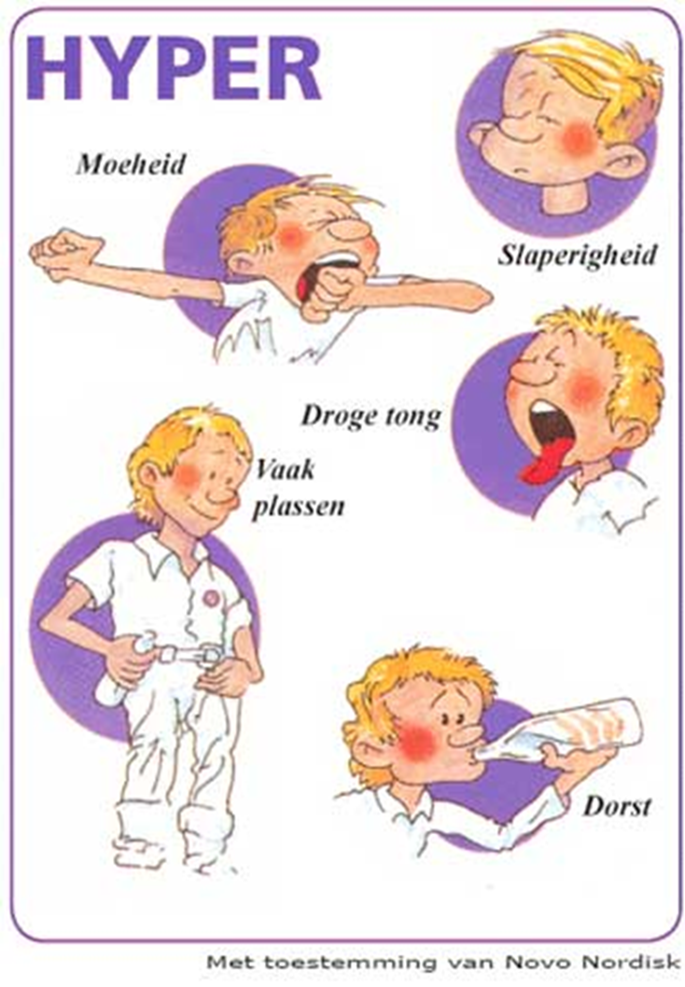 HYPER
Moeheid
Slaperigheid
Droge tong
Vaak
plassen
Dorst
Met toestemming van Novo Nordisk